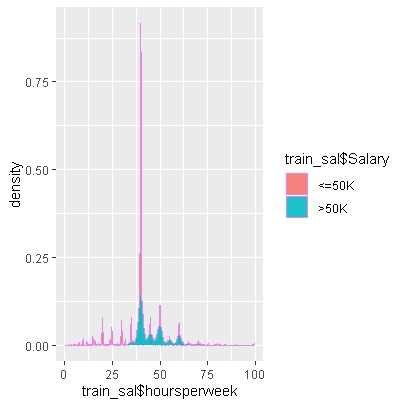 density
0.75
0.50
0.25
0.00
0 25 50 75 100
train_sal$hoursperweek
train_sal$Salary
<=50K
>50K